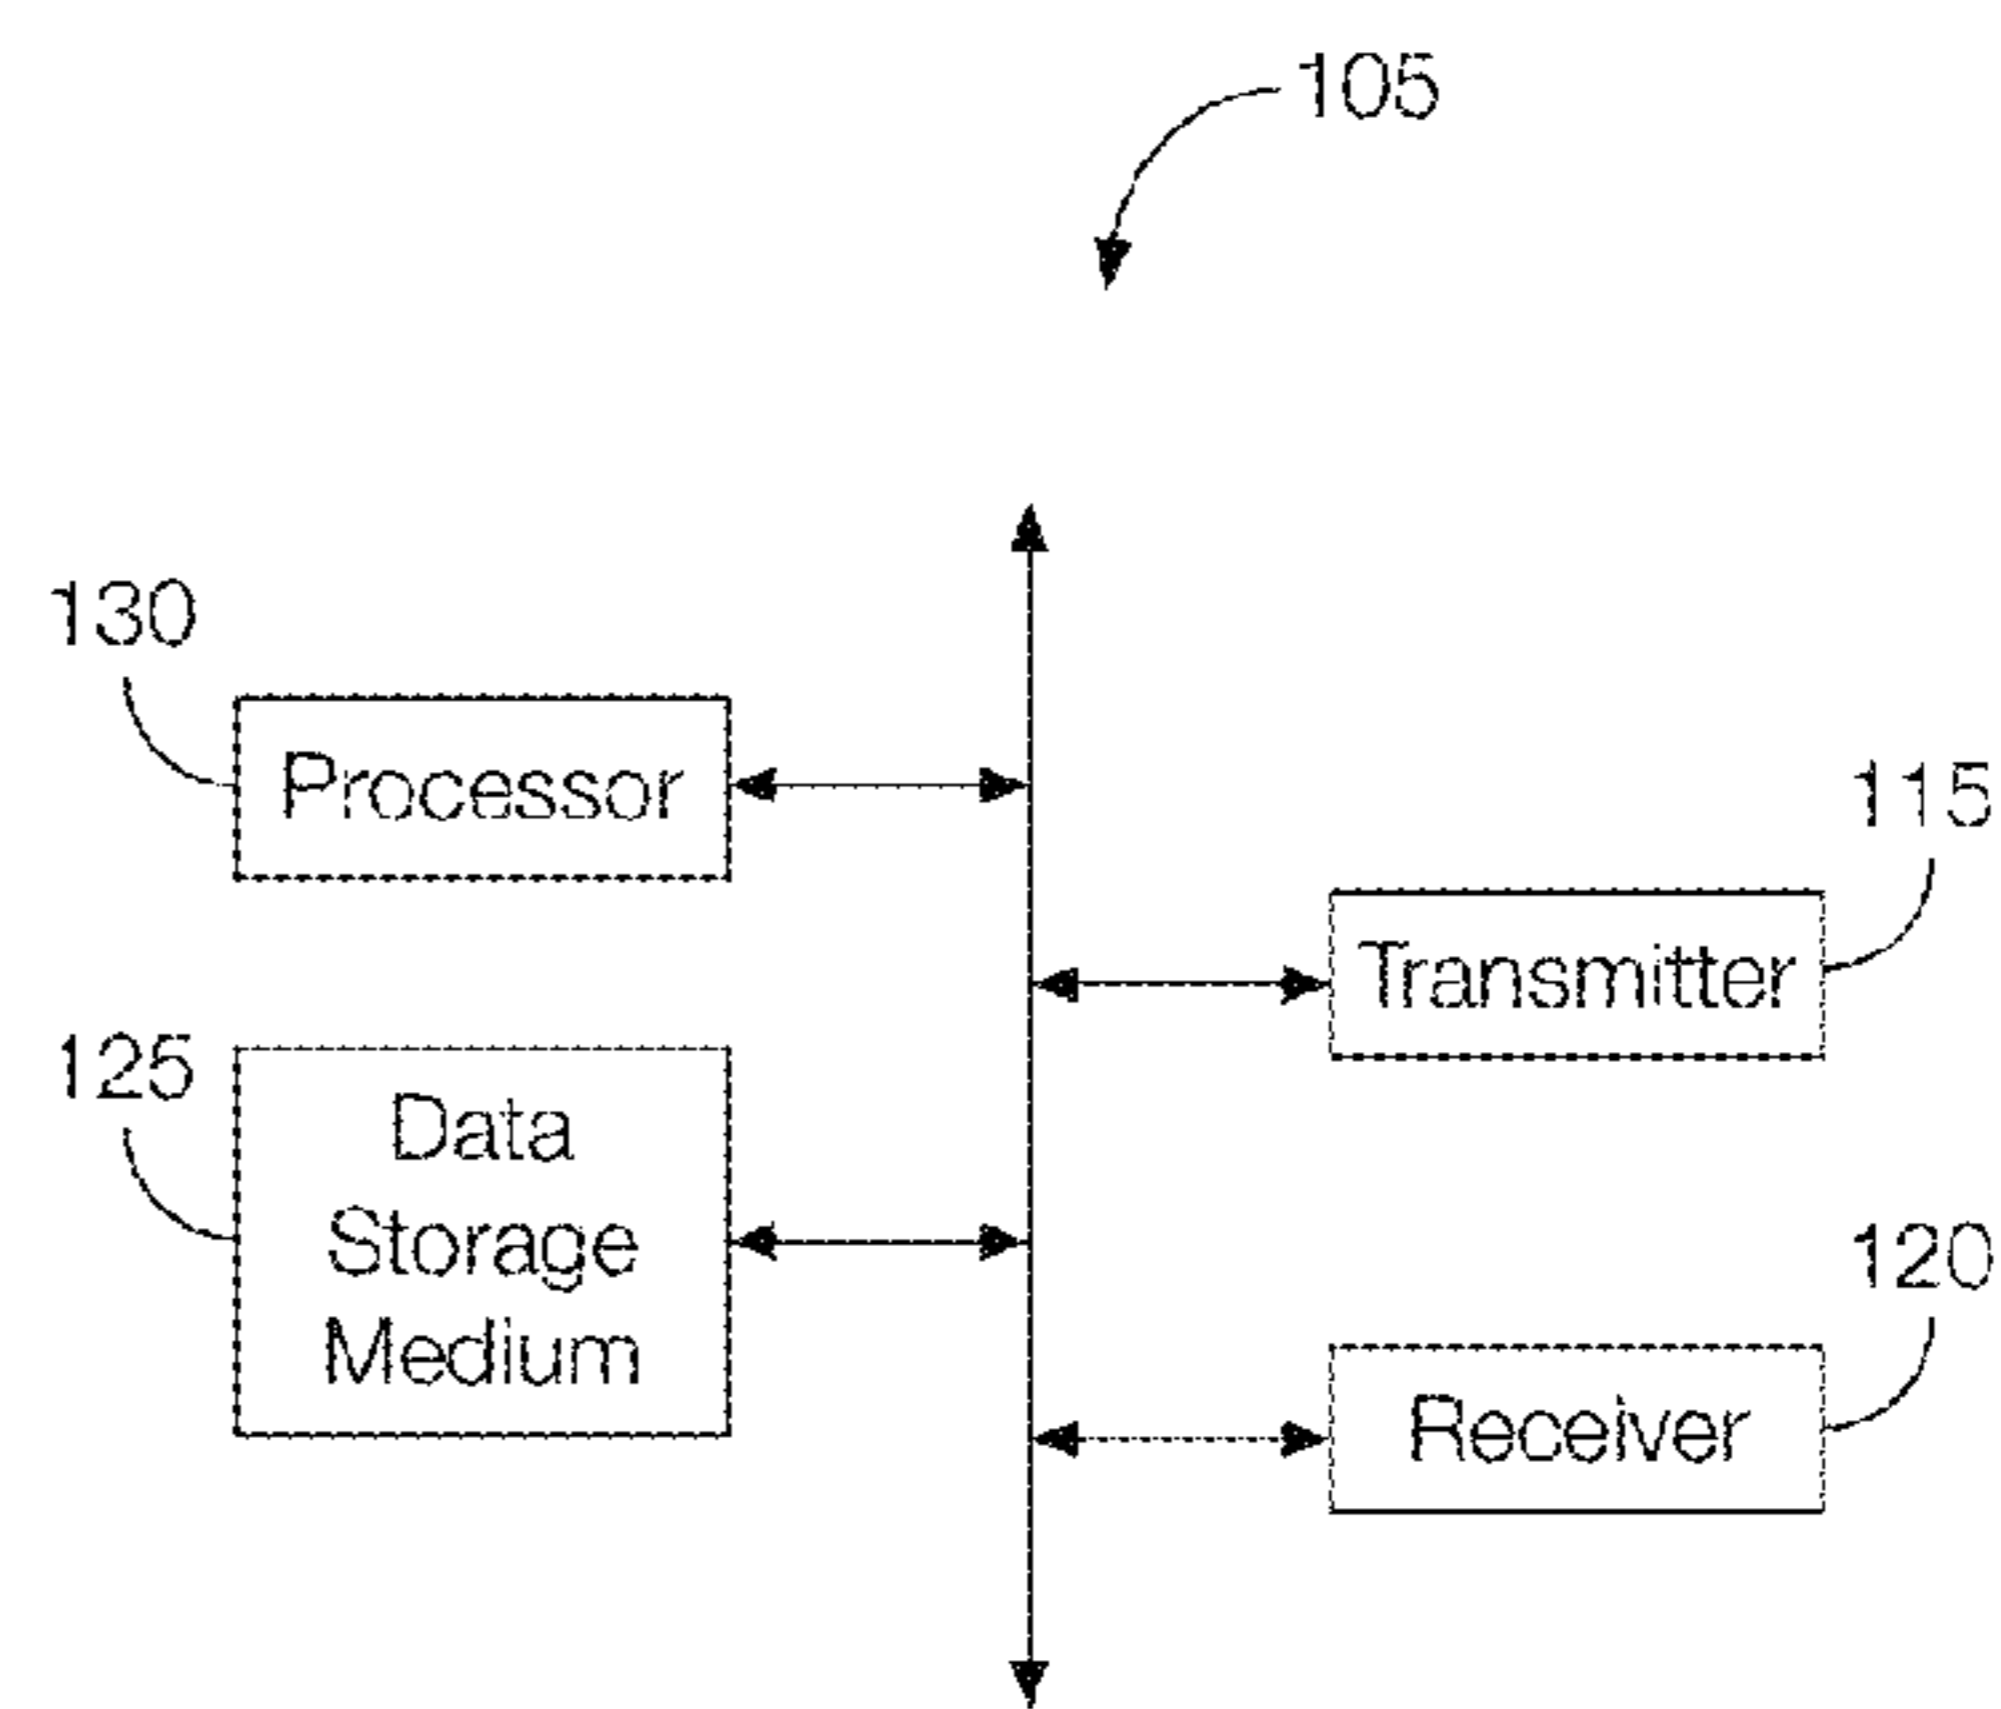 105
130
Processor
115
Transmitter
125
Data
Storage
Medium
120
Receiver